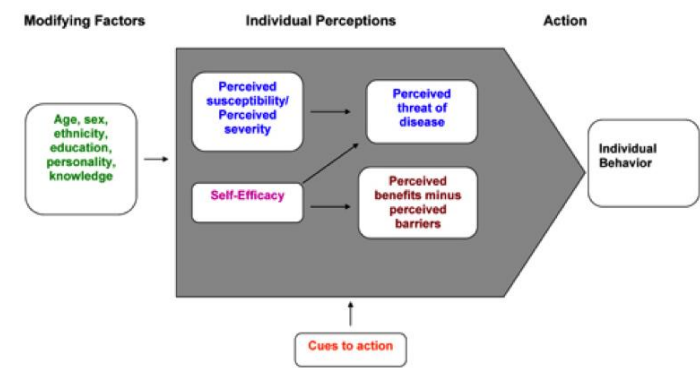 Modifying Factors
Individual Perceptions
Action
Age, sex,
ethnicity,
education,
personality,
knowledge
Perceived
susceptibility/
Perceived
severity
Perceived
threat of
disease
Self-Efficacy
Perceived
benefits minus
perceived
barriers
Individual
Behavior
Cues to action